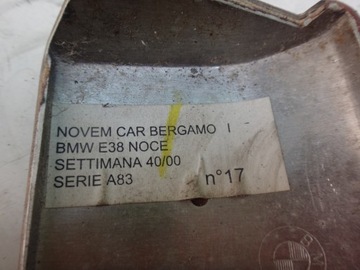 NOVEM CAR BERGAMO I
BMW E38 NOCE
SETTIMANA 40/00
SERIE A83 n°17